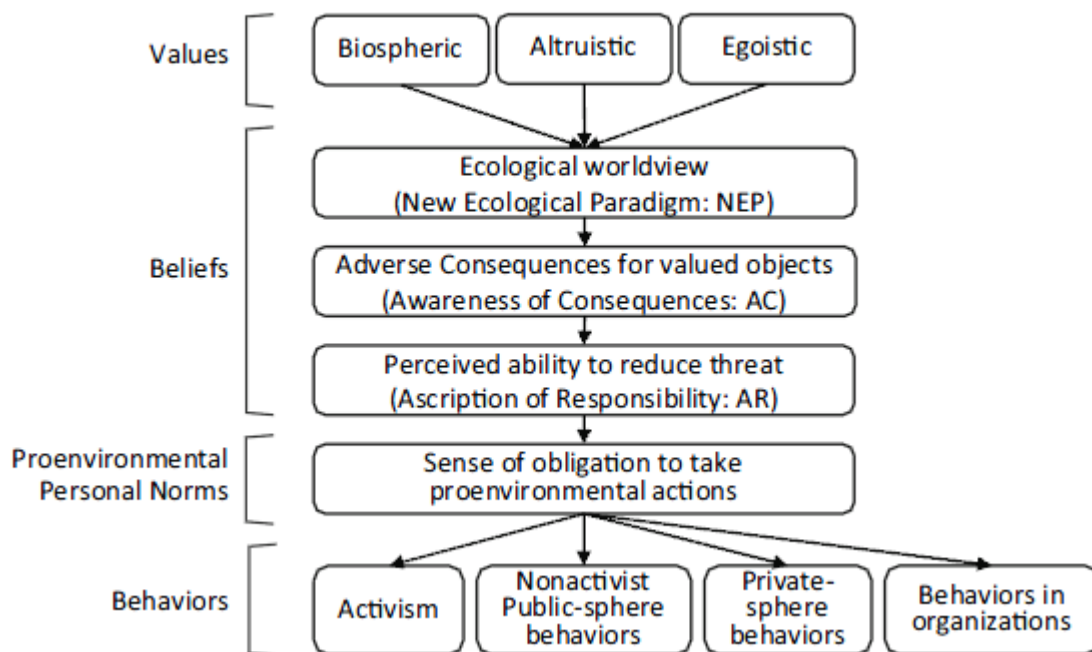 Values
Biospheric
Altruistic
Egoistic
Beliefs
Ecological worldview
(New Ecological Paradigm: NEP)
Adverse Consequences for valued objects
(Awareness of Consequences: AC)
Perceived ability to reduce threat
(Ascription of Responsibility: AR)
Proenvironmental
Personal Norms
Sense of obligation to take
proenvironmental actions
Behaviors
Activism
Nonactivist
Public-sphere
behaviors
Private-
sphere
behaviors
Behaviors in
organizations